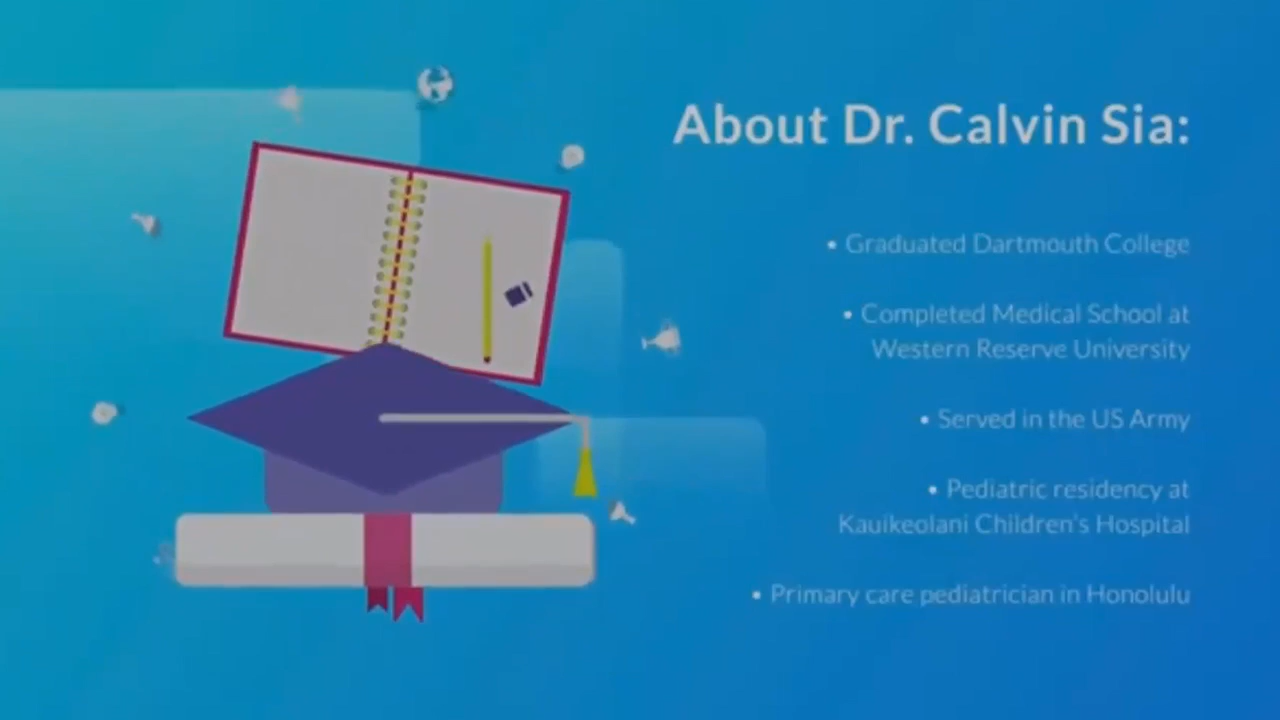 About Dr. Calvin Sia:
• Graduated Dartmouth College
• Completed Medical School at
Western Reserve University
• Served in the US Army
• Pediatric residency at
Kauikeolani Children's Hospital
• Primary care pediatrician in Honolulu